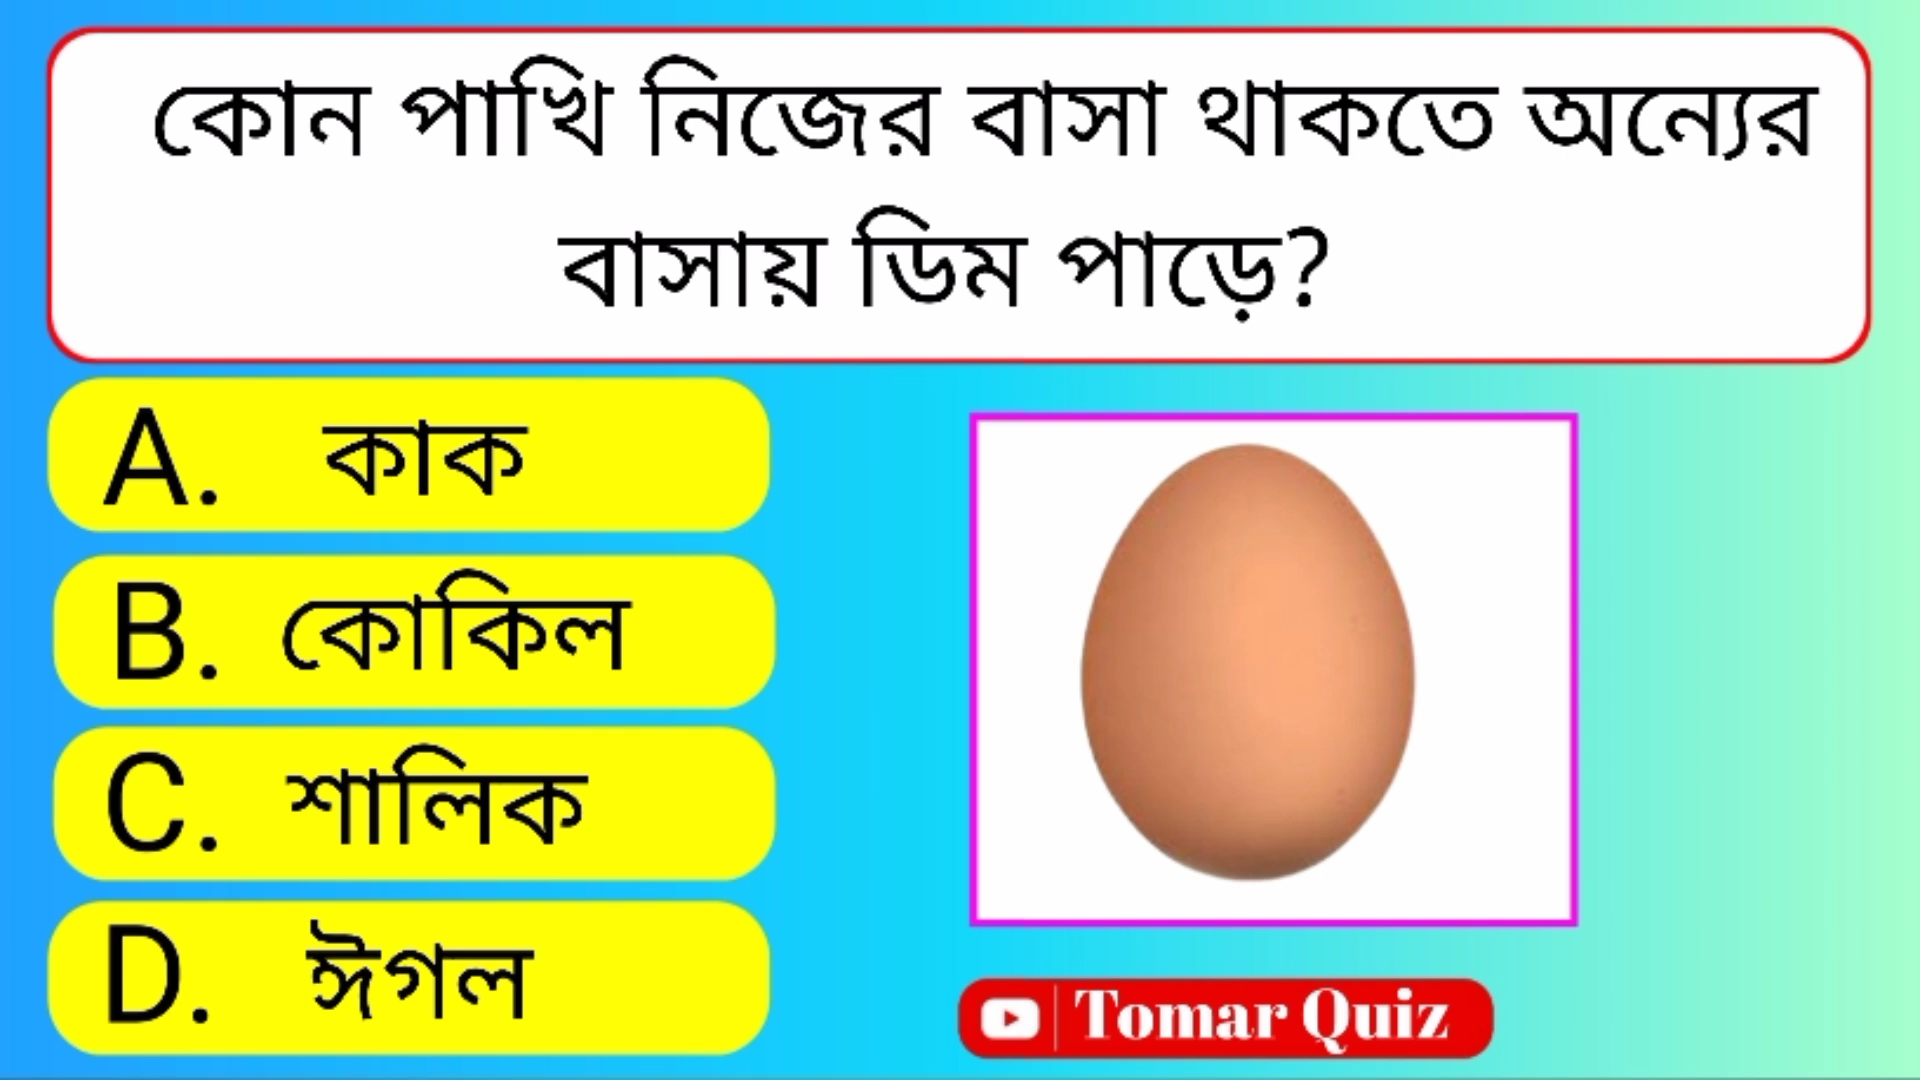 কোন পাখি নিজের বাসা থাকতে অন্যের
বাসায় ডিম পাড়ে?
A. কাক
B. কোকিল
C. শালিক
D. ঈগল
Tomar Quiz